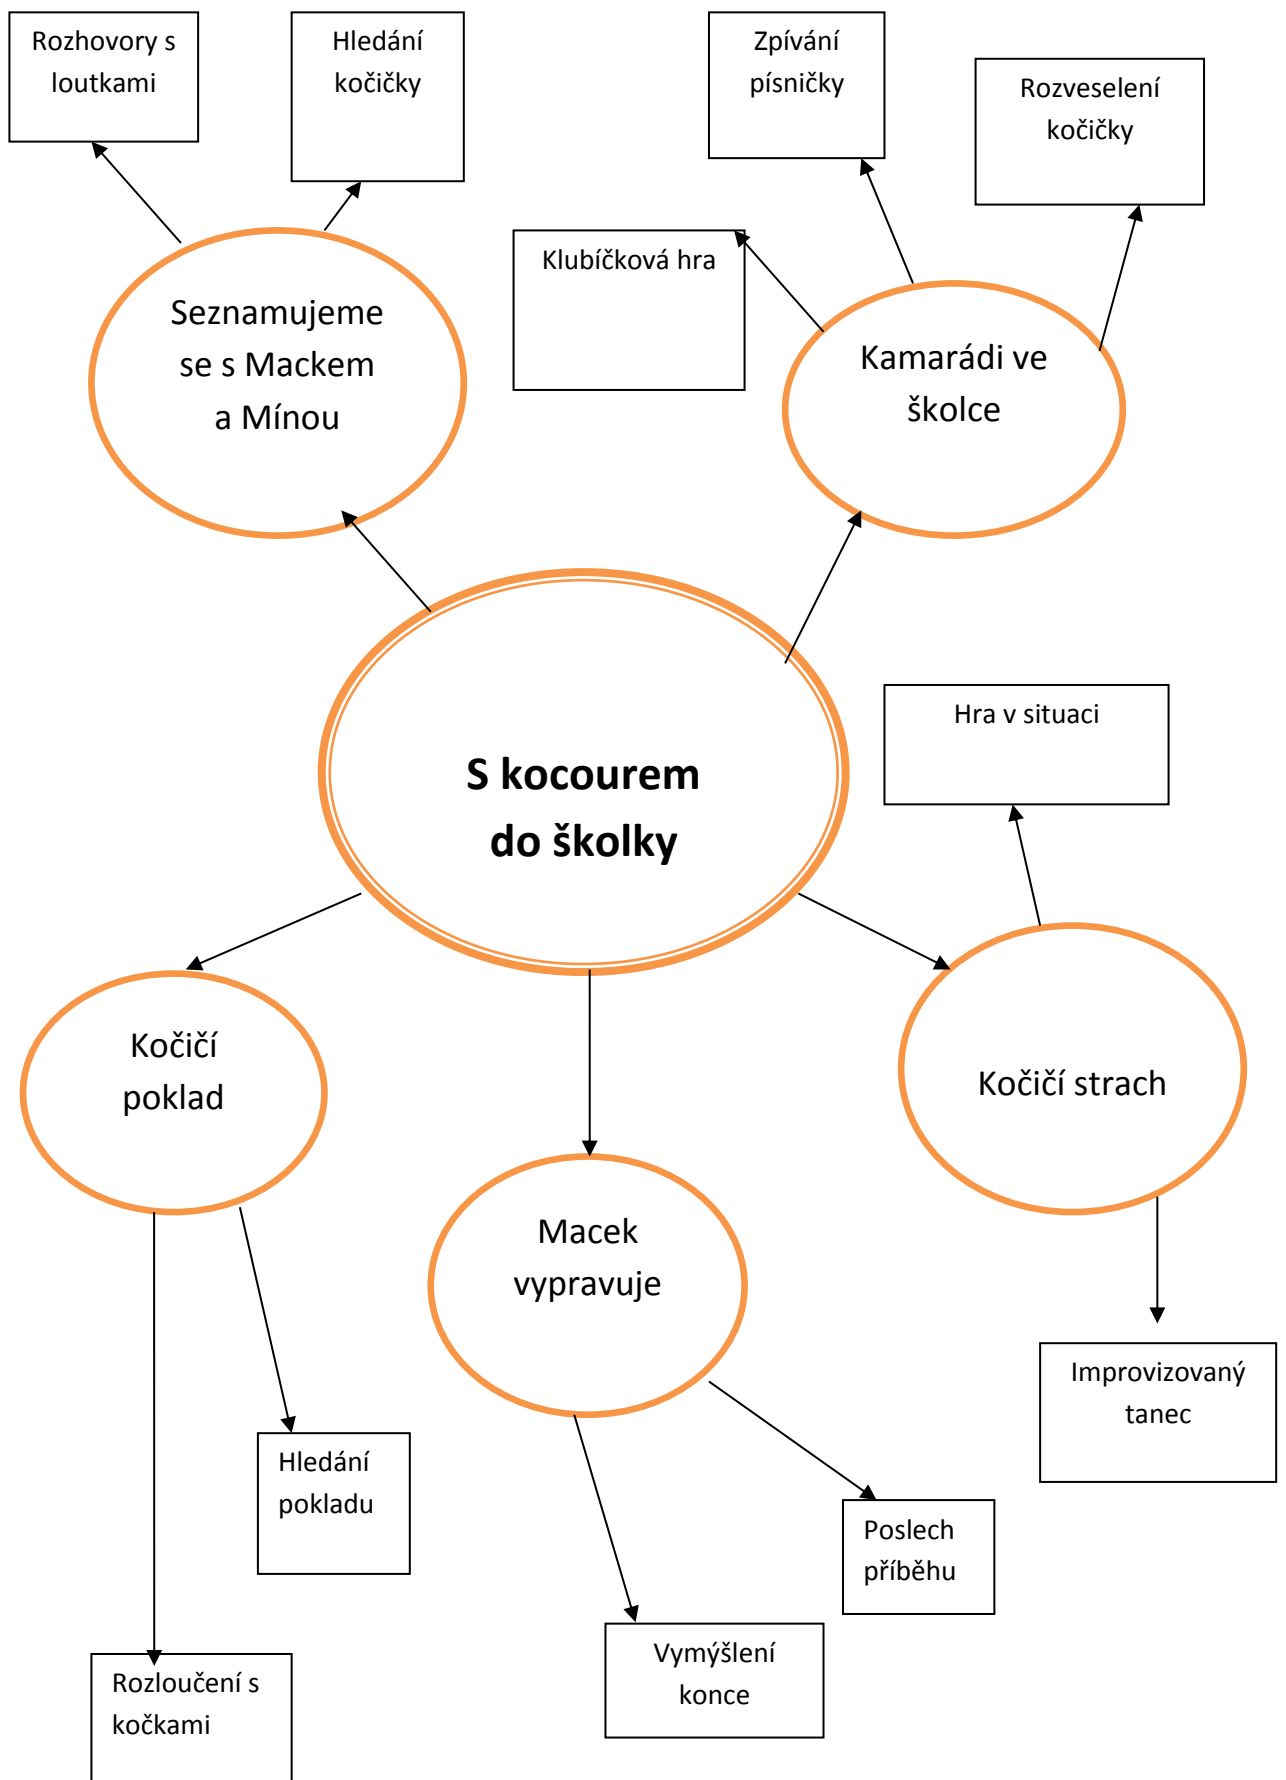 Rozhovory s
loutkami
Hledání
kočičky
Zpívání
písničky
Rozveselení
kočičky
Klubíčková hra
Seznamujeme
se s Mackem
a Mínou
Kamarádi ve
školce
S kocourem
do školky
Hra v situaci
Kočičí
poklad
Kočičí strach
Macek
vypravuje
Improvizovaný
tanec
Hledání
pokladu
Poslech
příběhu
Vymýšlení
konce
Rozloučení s
kočkami